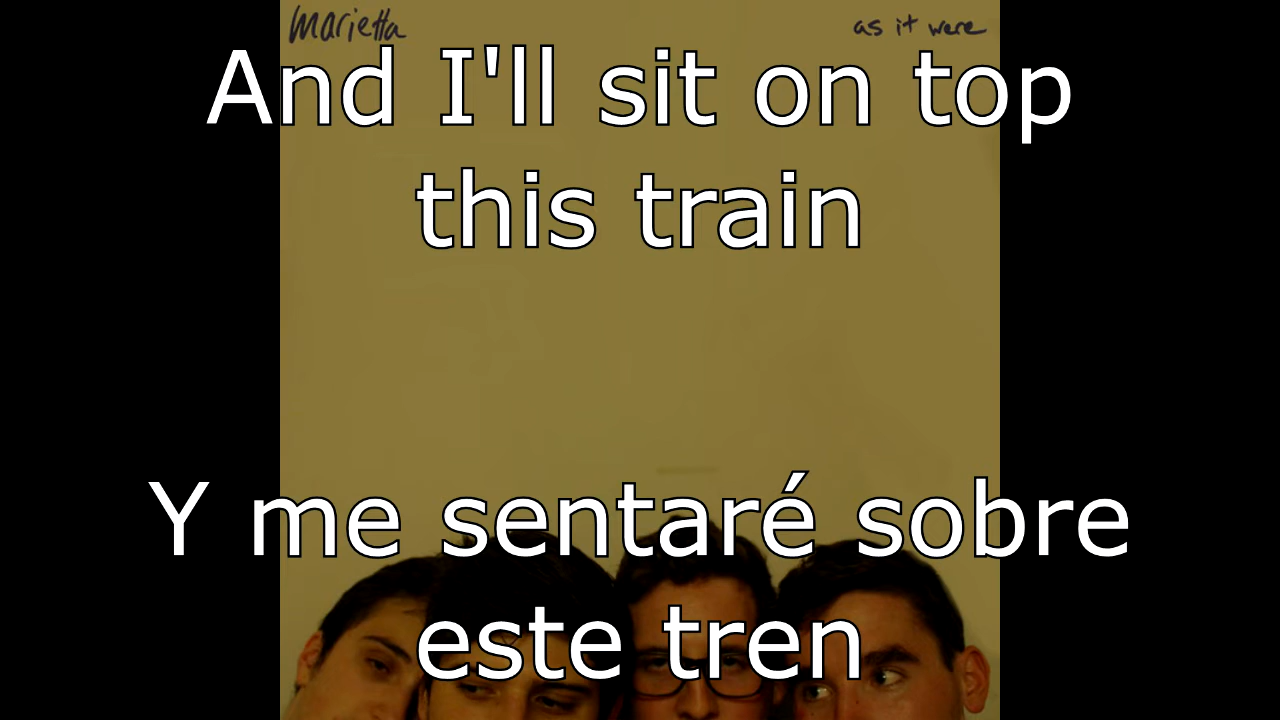 marietta as it were
And I'll sit on top
this train
Y me sentaré sobre
este tren